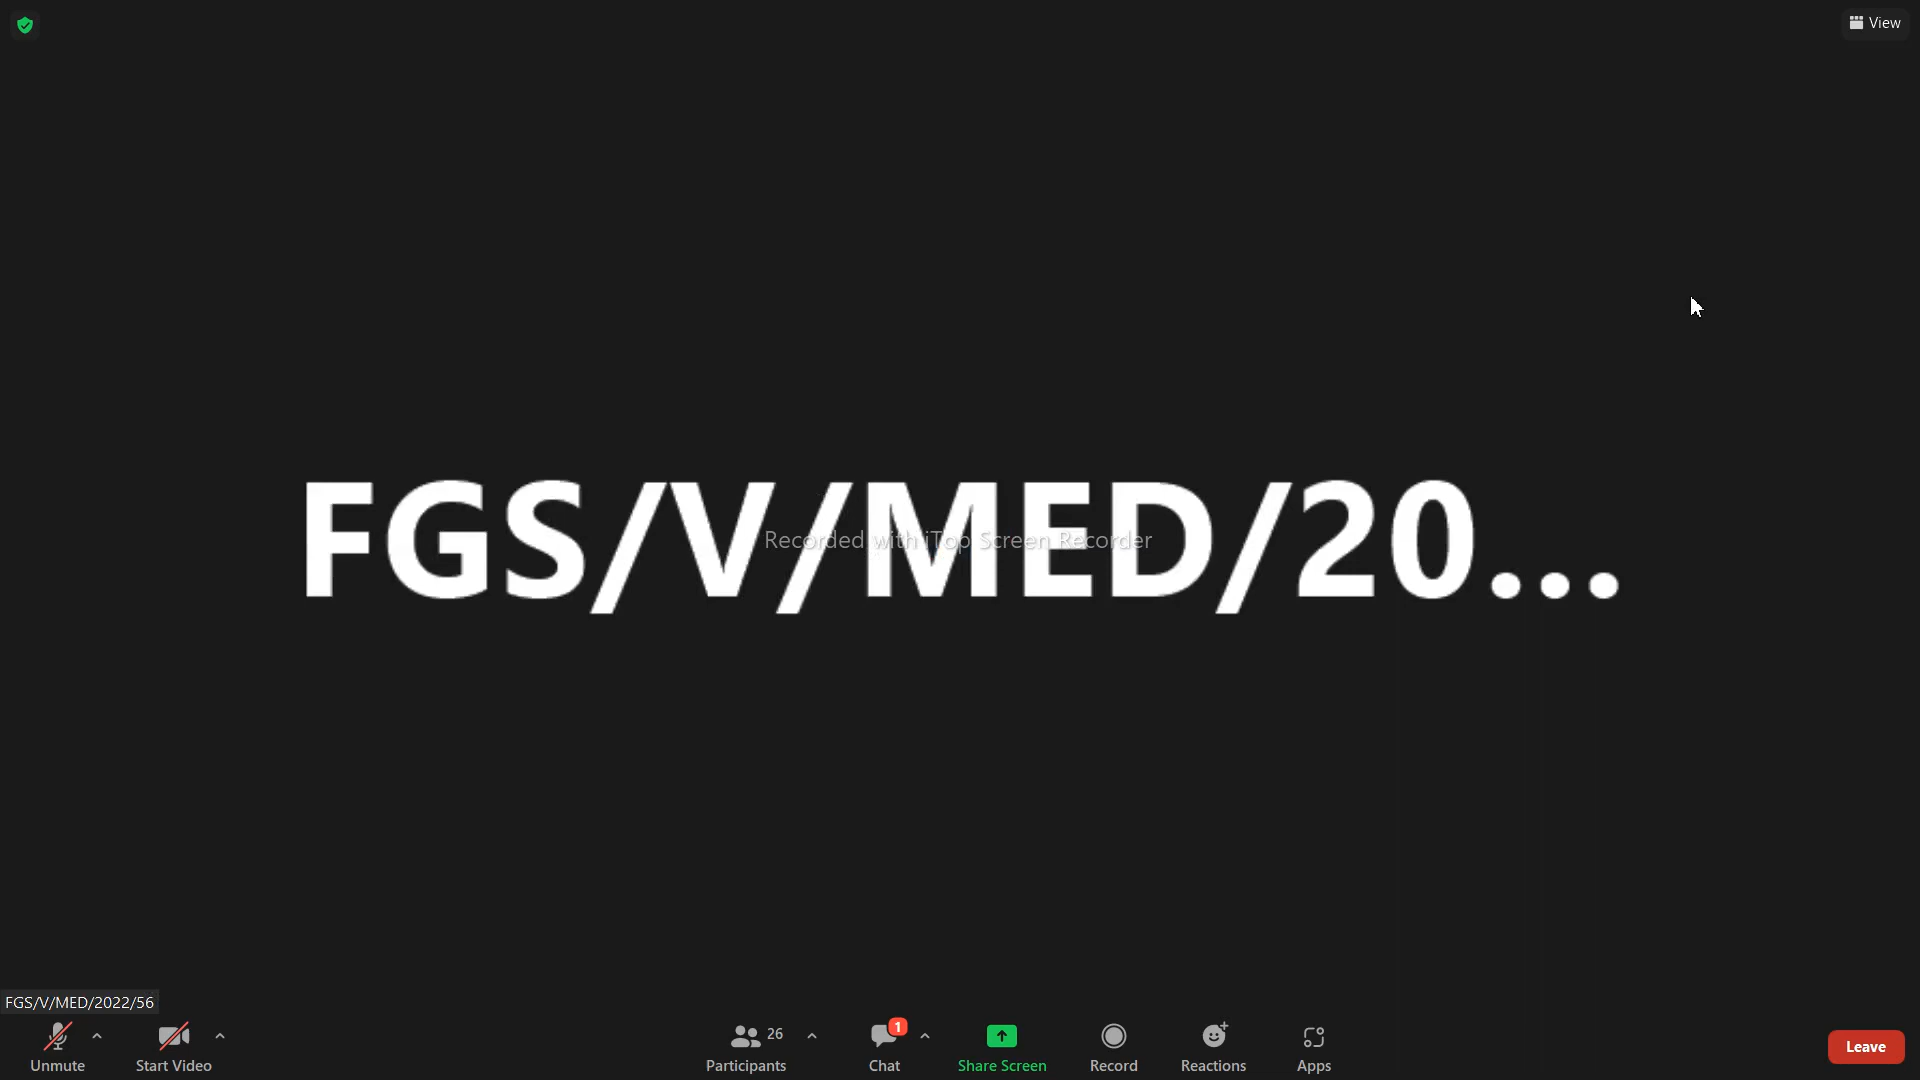 View
FGS/V/MED/20...
Recorded with iTop Screen Recorder
FGS/V/MED/2022/56
26
1
Unmute
Start Video
Participants
Chat
Share Screen
Record
Reactions
Apps
Leave